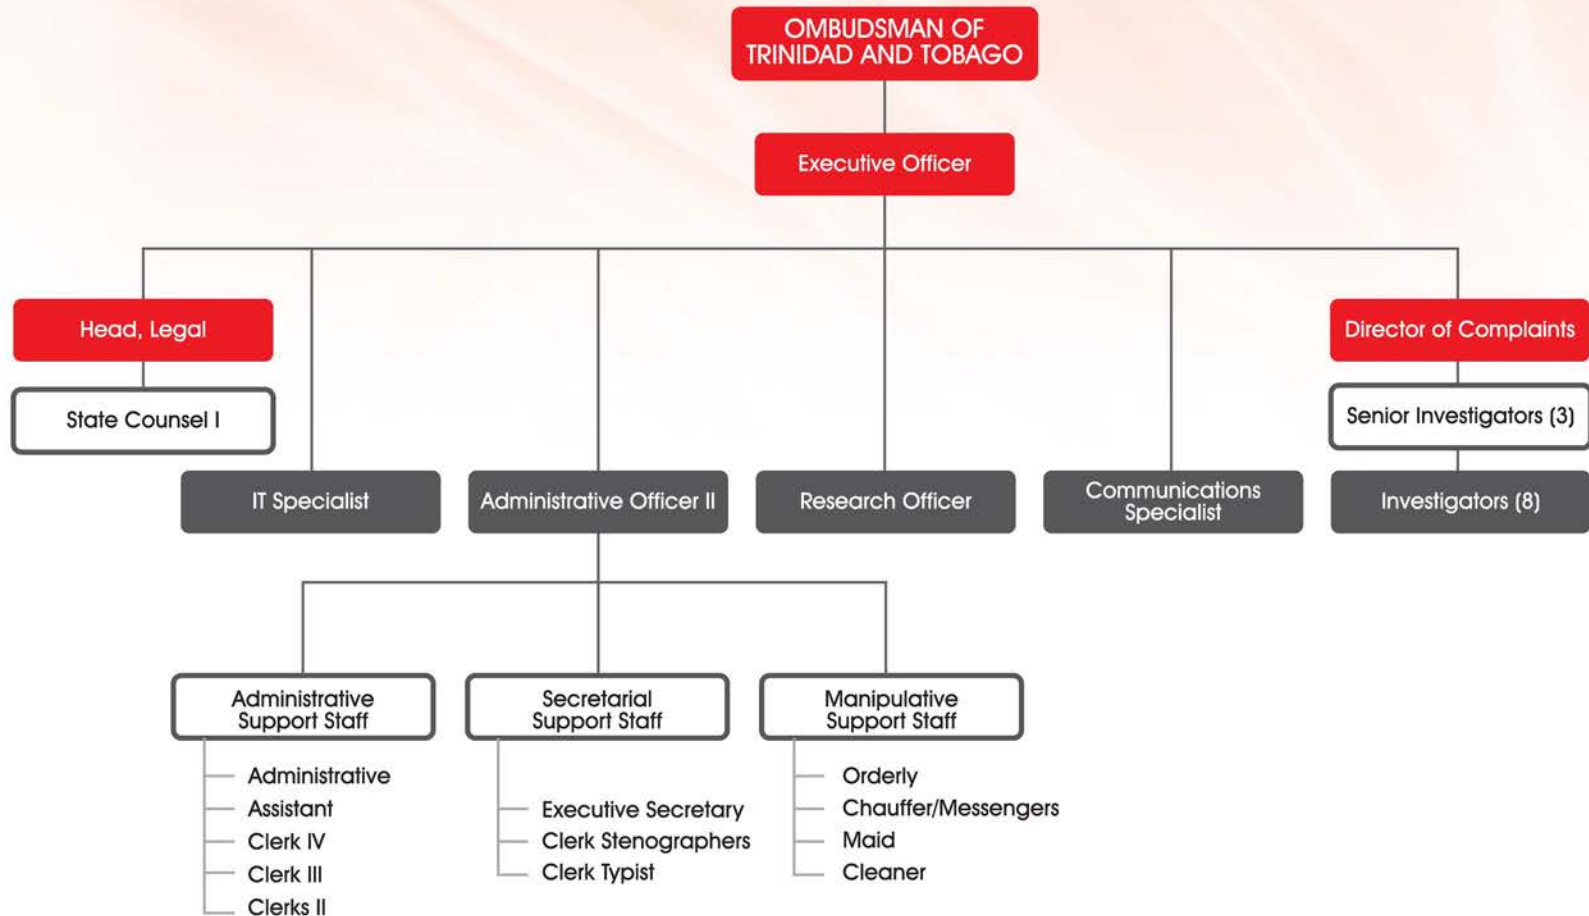 OMBUDSMAN OF
TRINIDAD AND TOBAGO
Executive Officer
Head, Legal
Director of Complaints
State Counsel I
Senior Investigators (3)
IT Specialist
Administrative Officer II
Research Officer
Communications
Specialist
Investigators (8)
Administrative
Support Staff
Administrative
Assistant
Clerk IV
Clerk III
Clerks II
Secretarial
Support Staff
Executive Secretary
Clerk Stenographers
Clerk Typist
Manipulative
Support Staff
Orderly
Chauffer/Messengers
Maid
Cleaner